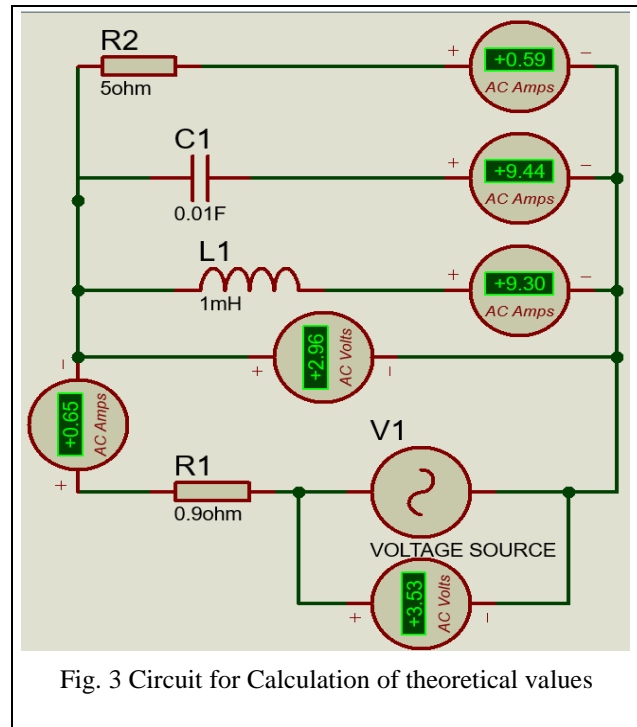 R2
5ohm
+ +0.59 −
AC Amps
C1
0.01F
+ +9.44 −
AC Amps
L1
1mH
+ +9.30 −
AC Amps
+ +2.96 −
AC Volts
−
+0.65
AC Amps
+
R1
0.9ohm
V1
VOLTAGE SOURCE
+ +3.53 −
AC Volts
Fig. 3 Circuit for Calculation of theoretical values